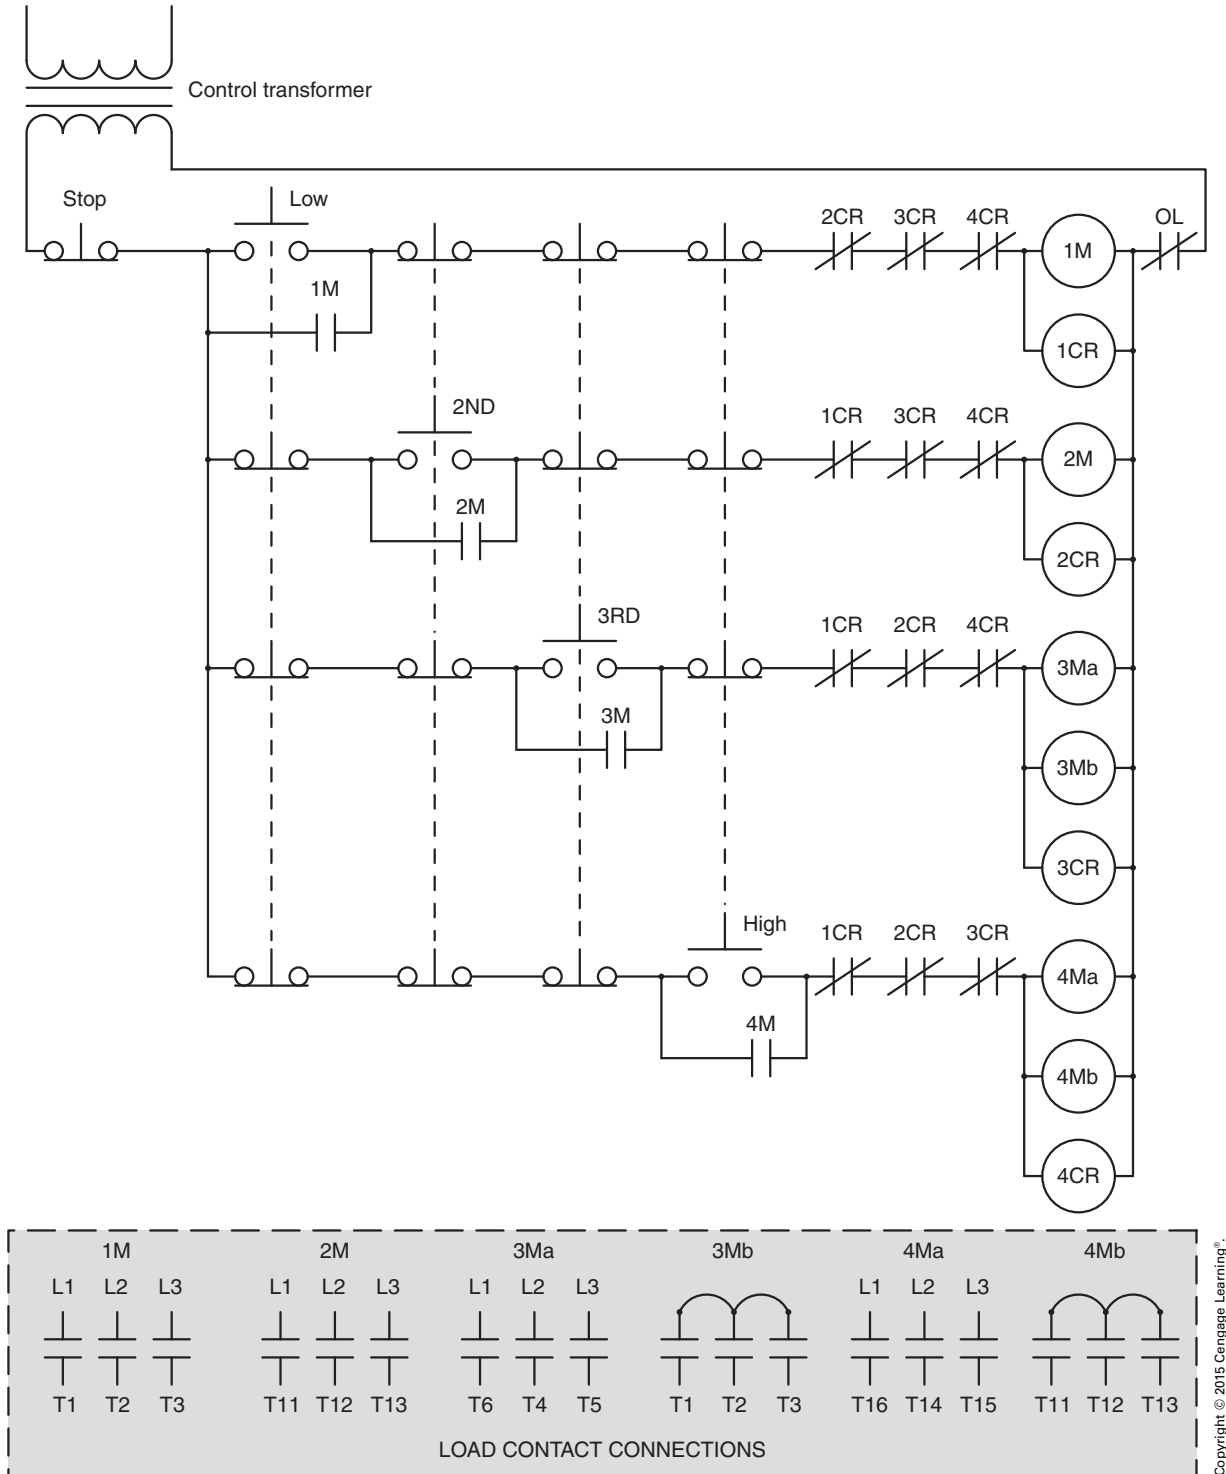 Control transformer
Stop
Low
2CR 3CR 4CR
1M
OL
1M
1CR
2ND
1CR 3CR 4CR
2M
2M
2CR
3RD
1CR 2CR 4CR
3Ma
3M
3Mb
3CR
High
1CR 2CR 3CR
4Ma
4M
4Mb
4CR
1M 2M 3Ma 3Mb 4Ma 4Mb
L1 L2 L3 L1 L2 L3 L1 L2 L3 L1 L2 L3
T1 T2 T3 T11 T12 T13 T6 T4 T5 T1 T2 T3 T16 T14 T15 T11 T12 T13
LOAD CONTACT CONNECTIONS
Copyright © 2015 Cengage Learning®.